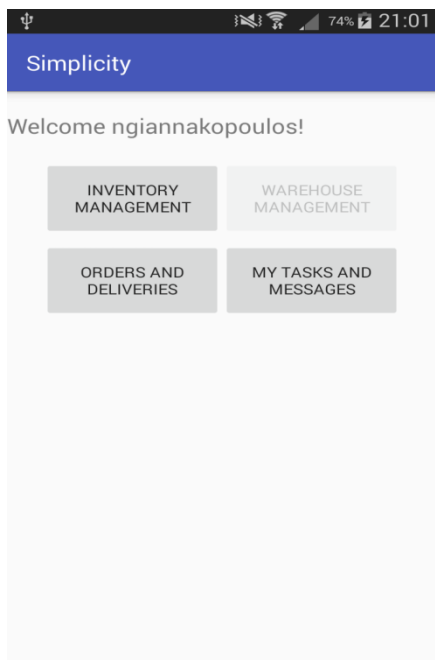 74% 21:01
Simplicity
Welcome ngiannakopoulos!
INVENTORY
MANAGEMENT
WAREHOUSE
MANAGEMENT
ORDERS AND
DELIVERIES
MY TASKS AND
MESSAGES